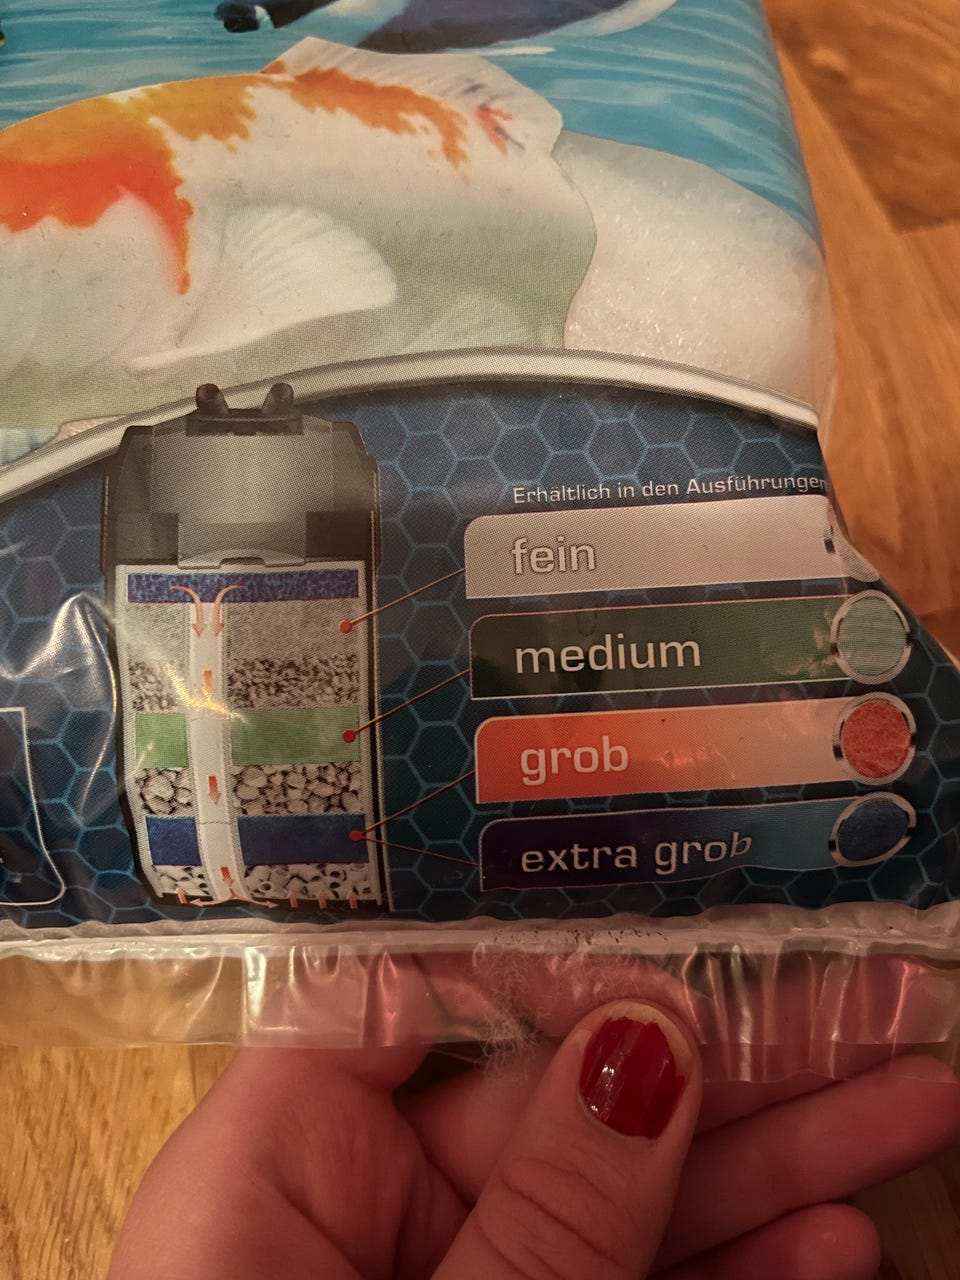 Erhältlich in den Ausführungen
fein
medium
grob
extra grob